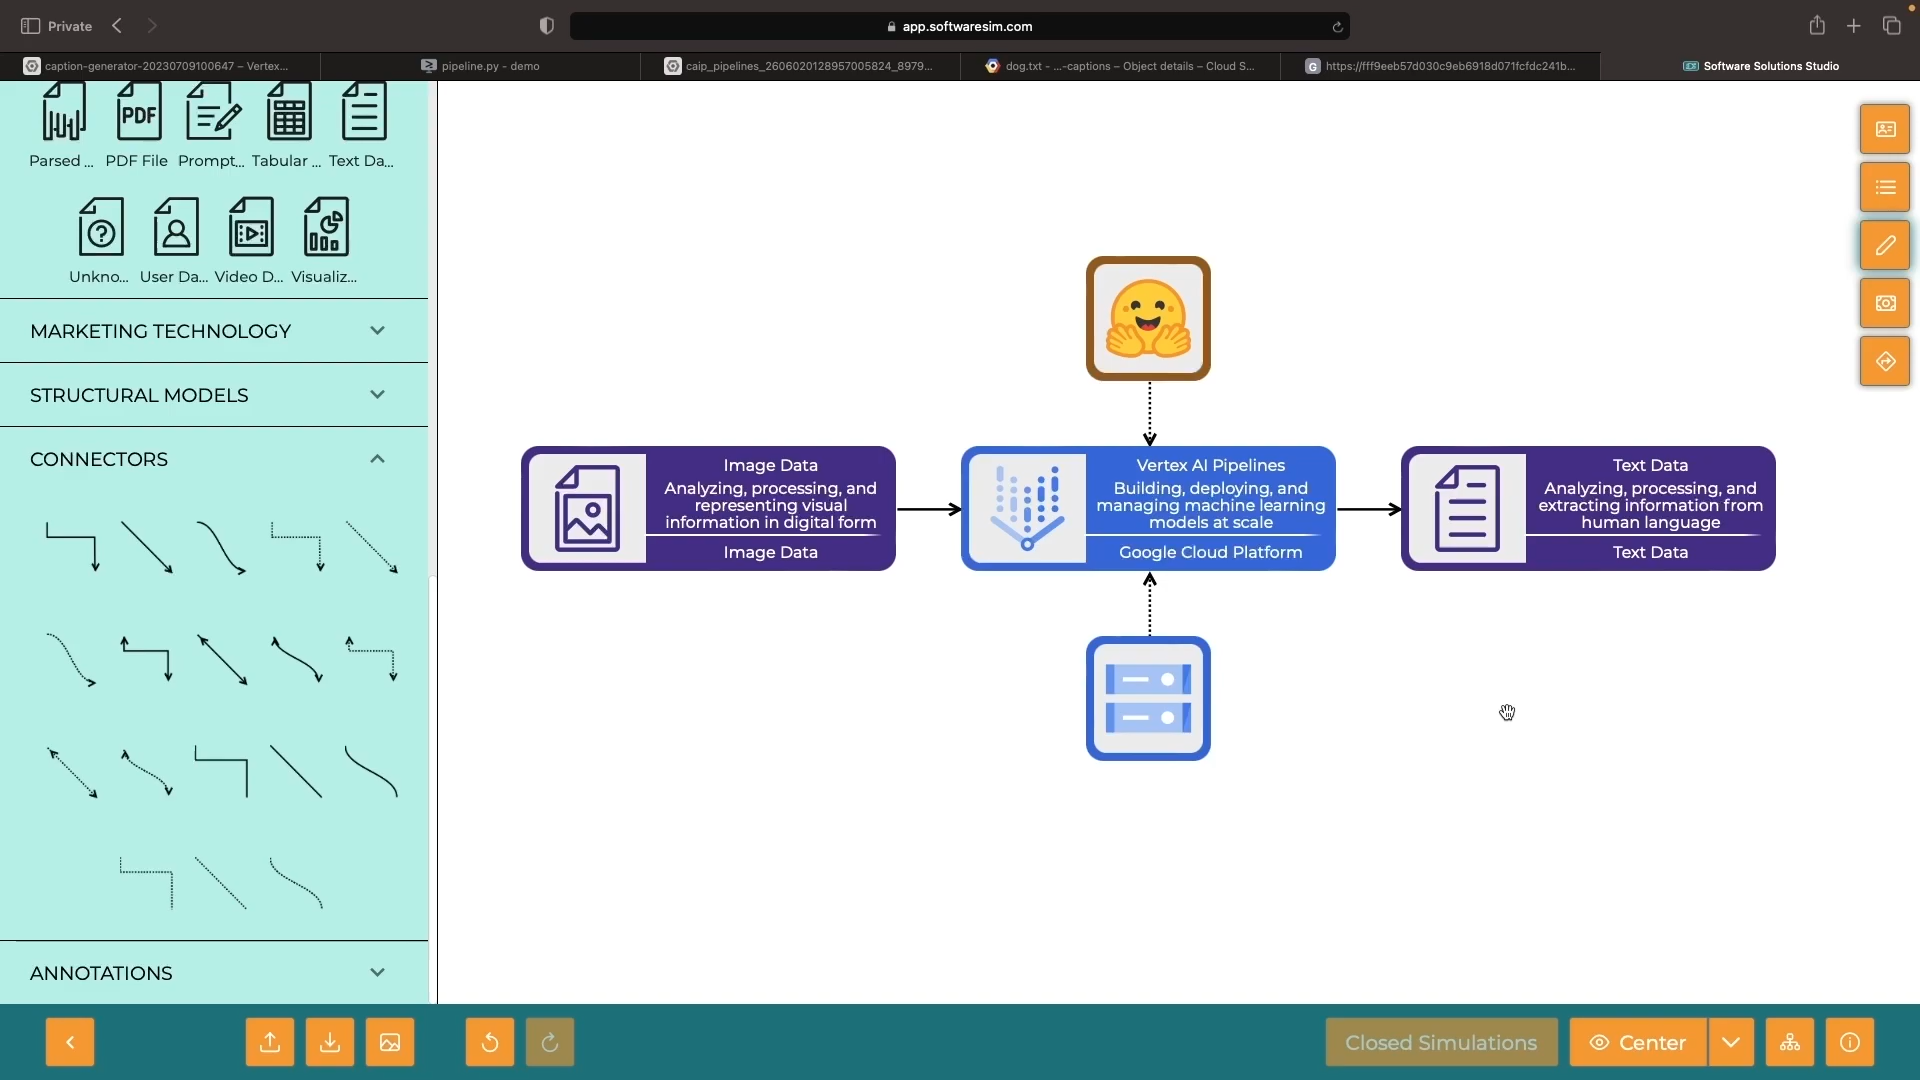 Private
app.softwaresim.com
caption-generator-20230709100647 – Vertex...
pipeline.py - demo
caip_pipelines_2606020128957005824_8979...
dog.txt - ...-captions – Object details – Cloud S...
G
https://fff9eeb57d030c9eb6918d071fcfdc241b...
Software Solutions Studio
PDF
Parsed ...
PDF File
Prompt...
Tabular ...
Text Da...
Unkno...
User Da...
Video D...
Visualiz...
MARKETING TECHNOLOGY
STRUCTURAL MODELS
CONNECTORS
ANNOTATIONS
Image Data
Analyzing, processing, and
representing visual
information in digital form
Image Data
Vertex AI Pipelines
Building, deploying, and
managing machine learning
models at scale
Google Cloud Platform
Text Data
Analyzing, processing, and
extracting information from
human language
Text Data
Closed Simulations
Center